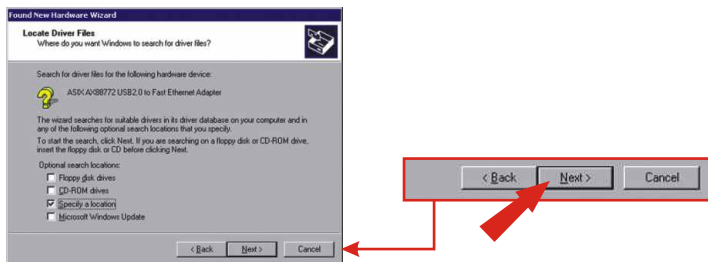 Found New Hardware Wizard
Locate Driver Files
Where do you want Windows to search for driver files?
Search for driver files for the following hardware device:
ASIX AX88772 USB2.0 to Fast Ethernet Adapter
The wizard searches for suitable drivers in its driver database on your computer and in
any of the following optional search locations that you specify.
To start the search, click Next. If you are searching on a floppy disk or CD-ROM drive,
insert the floppy disk or CD before clicking Next.
Optional search locations:
Floppy disk drives
CD-ROM drives
Specify a location
Microsoft Windows Update
< Back Next > Cancel
< Back Next > Cancel